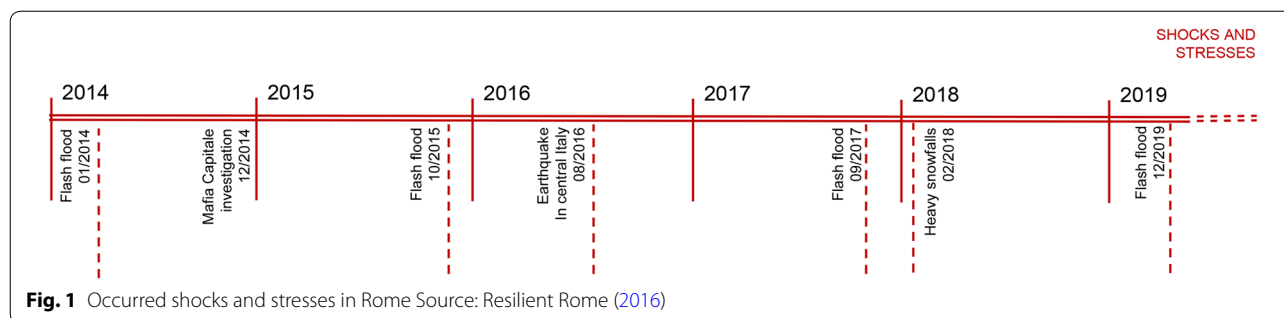 SHOCKS AND
STRESSES
2014
2015
2016
2017
2018
2019
Flash flood
01/2014
Mafia Capitale
investigation
12/2014
Flash flood
10/2015
Earthquake
In central Italy
08/2016
Flash flood
09/2017
Heavy snowfalls
02/2018
Flash flood
12/2019
Fig. 1 Occurred shocks and stresses in Rome Source: Resilient Rome (2016)